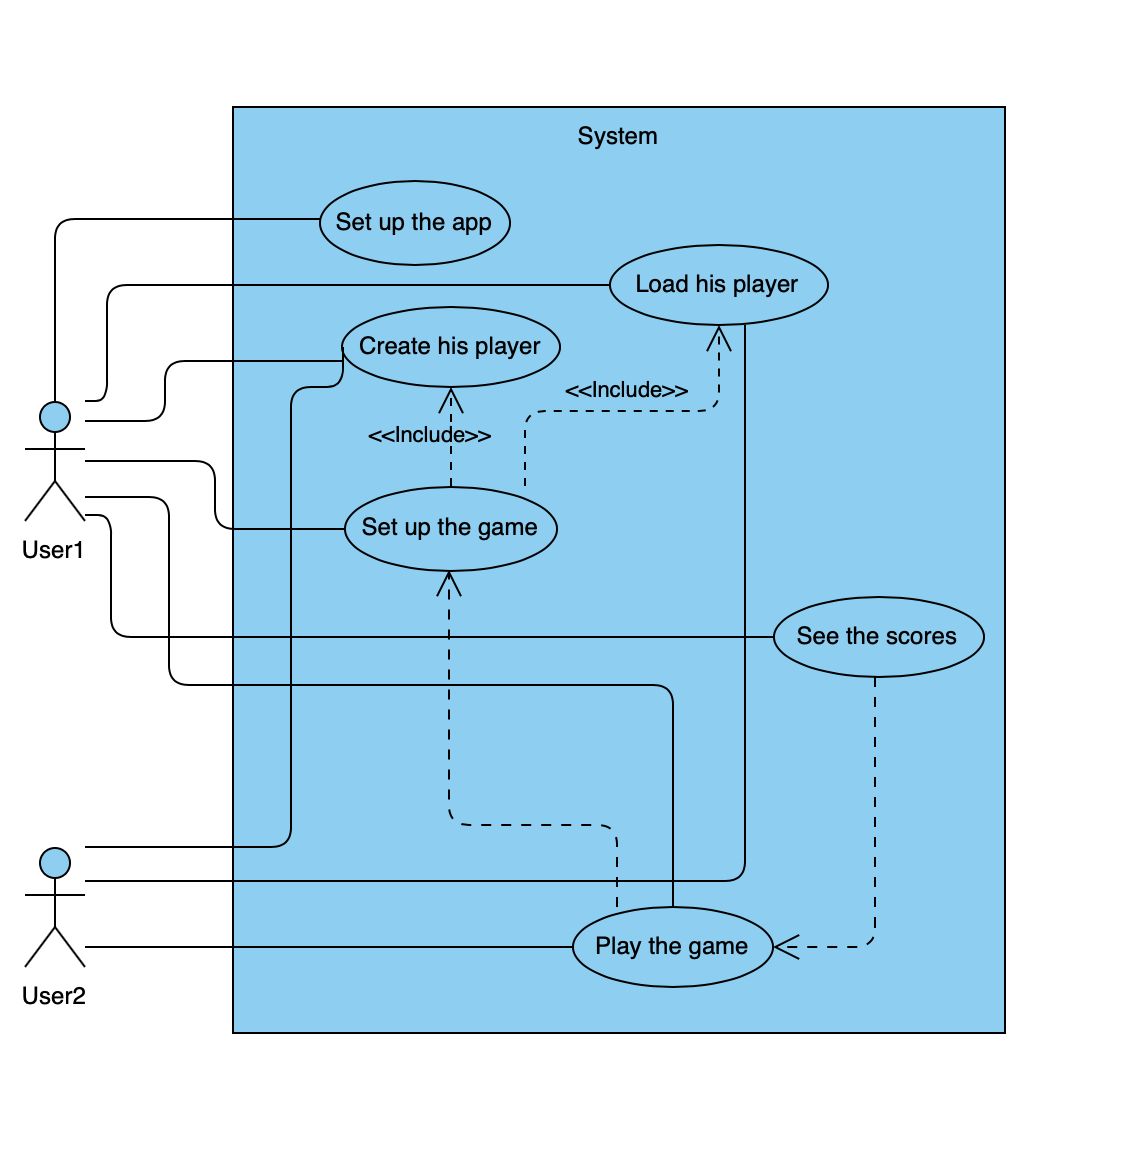 System
Set up the app
Load his player
Create his player
<<Include>>
<<Include>>
Set up the game
User1
See the scores
Play the game
User2